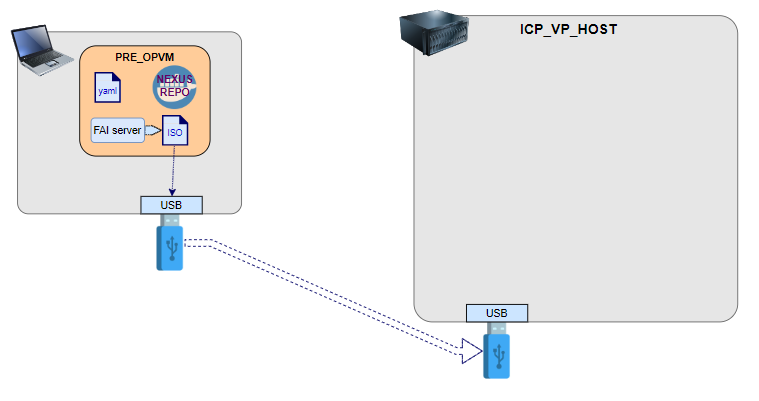 ICP_VP_HOST
PRE_OPVM
yaml
NEXUS
REPO
FAI server
ISO
USB
USB